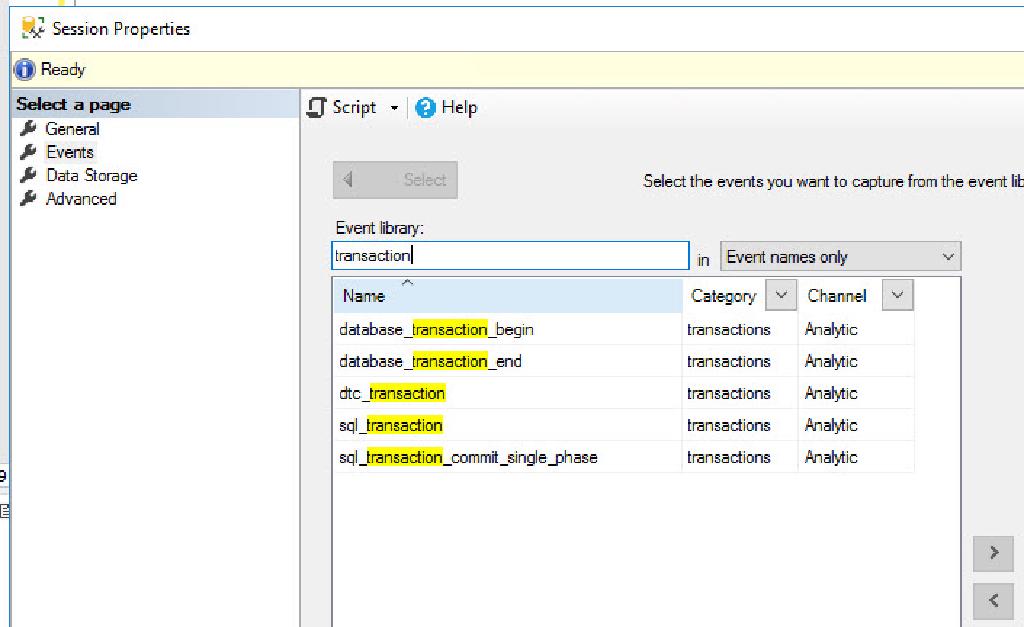 Session Properties
Ready
Select a page
General
Events
Data Storage
Advanced
Script
Help
Select
Select the events you want to capture from the event lib
Event library:
transaction
in
Event names only
Name Category Channel
database_transaction_begin transactions Analytic
database_transaction_end transactions Analytic
dtc_transaction transactions Analytic
sql_transaction transactions Analytic
sql_transaction_commit_single_phase transactions Analytic
9